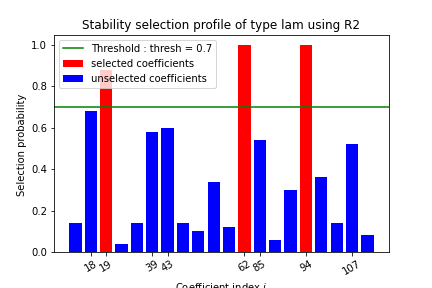 Stability selection profile of type lam using R2
Threshold : thresh = 0.7
selected coefficients
unselected coefficients
Selection probability
1.0
0.8
0.6
0.4
0.2
0.0
18 19 39 43 62 85 94 107
Coefficient index i